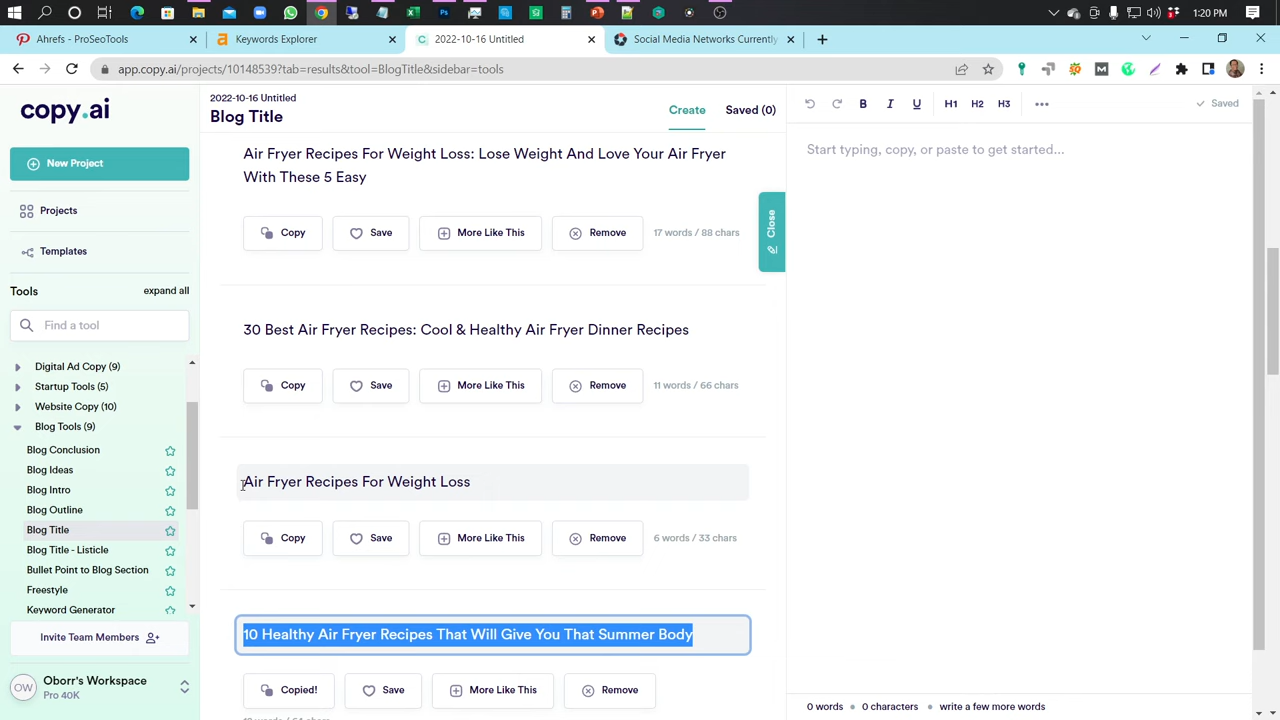 1:20 PM
Ahrefs - ProSeoTools
Keywords Explorer
2022-10-16 Untitled
Social Media Networks Currently
app.copy.ai/projects/10148539?tab=results&tool=BlogTitle&sidebar=tools
copy.ai
New Project
Projects
Templates
Tools
expand all
Find a tool
Digital Ad Copy (9)
Startup Tools (5)
Website Copy (10)
Blog Tools (9)
Blog Conclusion
Blog Ideas
Blog Intro
Blog Outline
Blog Title
Blog Title - Listicle
Bullet Point to Blog Section
Freestyle
Keyword Generator
Invite Team Members
OW
Oborr's Workspace
Pro 40K
2022-10-16 Untitled
Blog Title
Create
Saved (0)
Air Fryer Recipes For Weight Loss: Lose Weight And Love Your Air Fryer
With These 5 Easy
Copy
Save
More Like This
Remove
17 words / 88 chars
30 Best Air Fryer Recipes: Cool & Healthy Air Fryer Dinner Recipes
Copy
Save
More Like This
Remove
11 words / 66 chars
Air Fryer Recipes For Weight Loss
Copy
Save
More Like This
Remove
6 words / 33 chars
10 Healthy Air Fryer Recipes That Will Give You That Summer Body
Copied!
Save
More Like This
Remove
Close
B
I
U
H1
H2
H3
Saved
Start typing, copy, or paste to get started...
0 words
0 characters
write a few more words